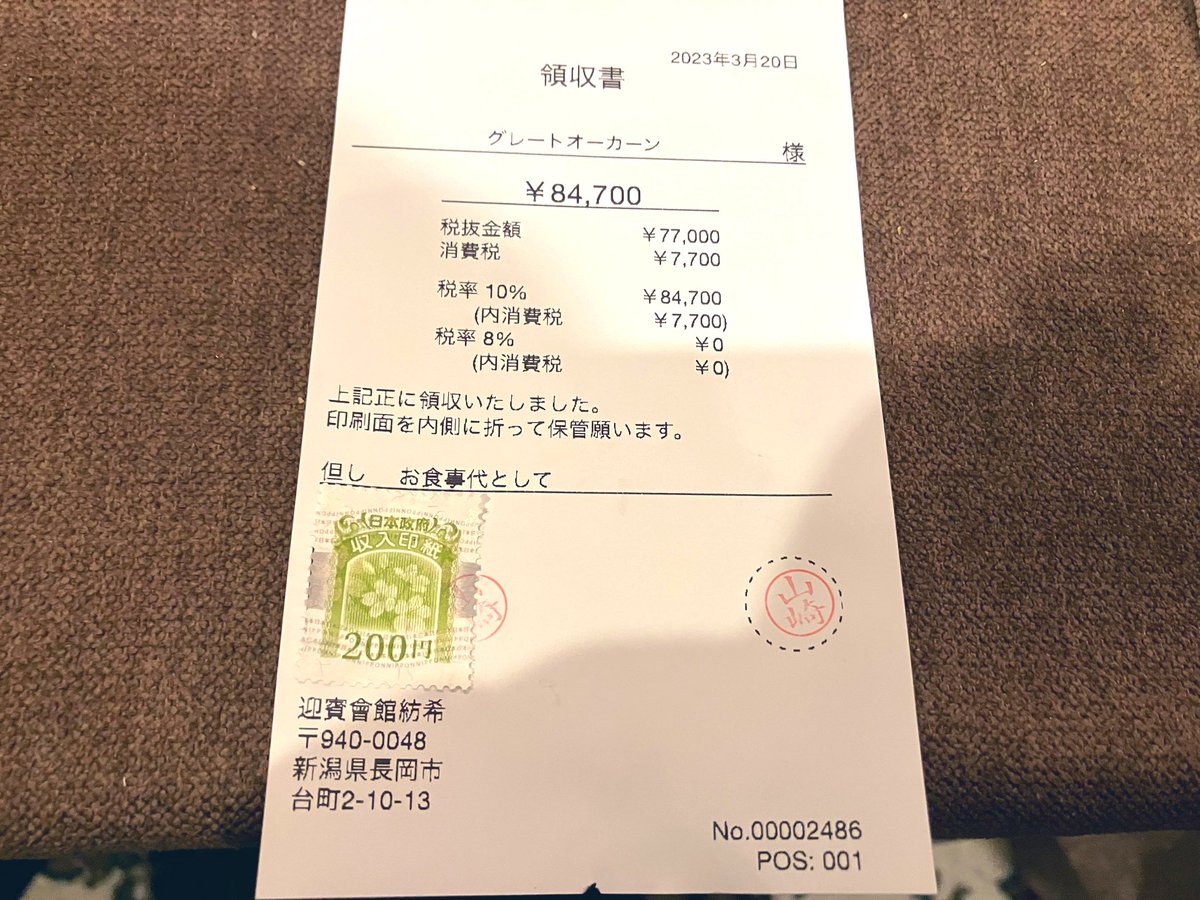 2023年3月20日
領収書
グレートオーカーン 様
¥84,700
税抜金額 ¥77,000
消費税 ¥7,700
税率 10% ¥84,700
(内消費税 ¥7,700)
税率 8% ¥0
(内消費税 ¥0)
上記正に領収いたしました。
印刷面を内側に折って保管願います。
但し お食事代として
日本政府
収入印紙
200円
山崎
迎賓會館紡希
〒940-0048
新潟県長岡市
台町2-10-13
No.00002486
POS: 001